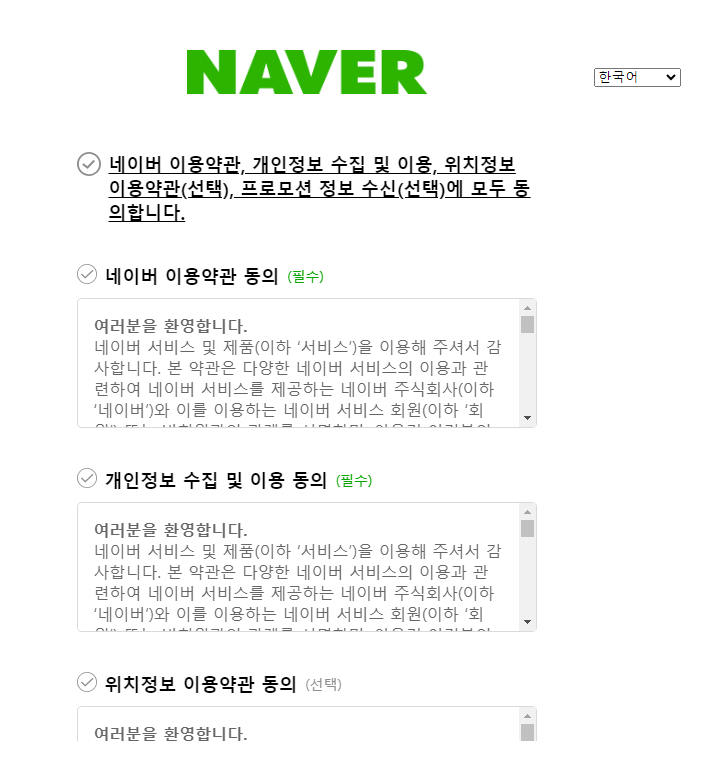 NAVER
한국어
네이버 이용약관, 개인정보 수집 및 이용, 위치정보
이용약관(선택), 프로모션 정보 수신(선택)에 모두 동
의합니다.
네이버 이용약관 동의 (필수)
여러분을 환영합니다.
네이버 서비스 및 제품(이하 ‘서비스’)을 이용해 주셔서 감
사합니다. 본 약관은 다양한 네이버 서비스의 이용과 관
련하여 네이버 서비스를 제공하는 네이버 주식회사(이하
‘네이버’)와 이를 이용하는 네이버 서비스 회원(이하 ‘회
개인정보 수집 및 이용 동의 (필수)
여러분을 환영합니다.
네이버 서비스 및 제품(이하 ‘서비스’)을 이용해 주셔서 감
사합니다. 본 약관은 다양한 네이버 서비스의 이용과 관
련하여 네이버 서비스를 제공하는 네이버 주식회사(이하
‘네이버’)와 이를 이용하는 네이버 서비스 회원(이하 ‘회
위치정보 이용약관 동의 (선택)
여러분을 환영합니다.